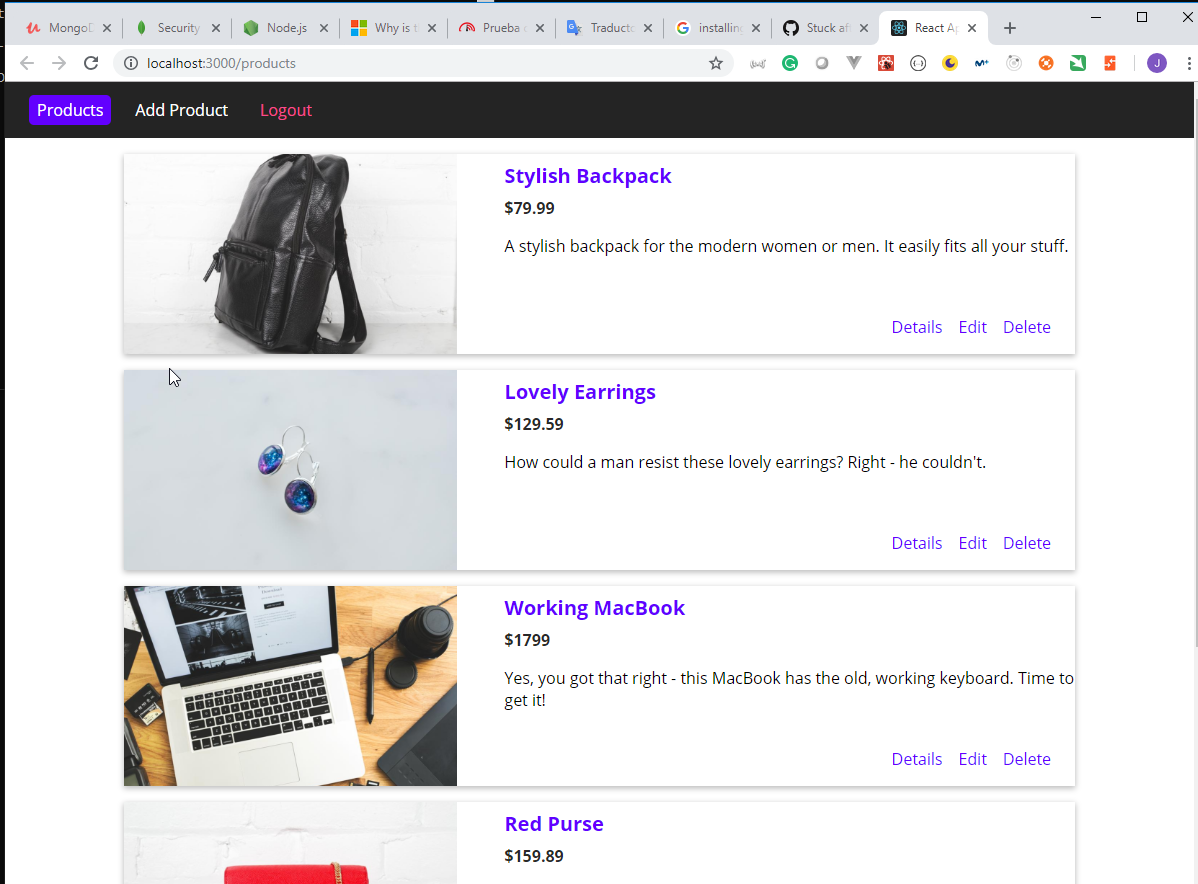 MongoD
Security
Node.js
Why is t
Prueba
Traducto
installing
Stuck aft
React Ap
localhost:3000/products
J
Products
Add Product
Logout
Stylish Backpack
$79.99
A stylish backpack for the modern women or men. It easily fits all your stuff.
Details Edit Delete
Lovely Earrings
$129.59
How could a man resist these lovely earrings? Right - he couldn't.
Details Edit Delete
Working MacBook
$1799
Yes, you got that right - this MacBook has the old, working keyboard. Time to
get it!
Details Edit Delete
Red Purse
$159.89